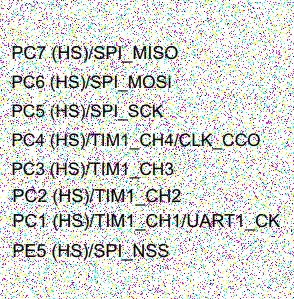 PC7 (HS)/SPI_MISO
PC6 (HS)/SPI_MOSI
PC5 (HS)/SPI_SCK
PC4 (HS)/TIM1_CH4/CLK_CCO
PC3 (HS)/TIM1_CH3
PC2 (HS)/TIM1_CH2
PC1 (HS)/TIM1_CH1/UART1_CK
PE5 (HS)/SPI_NSS